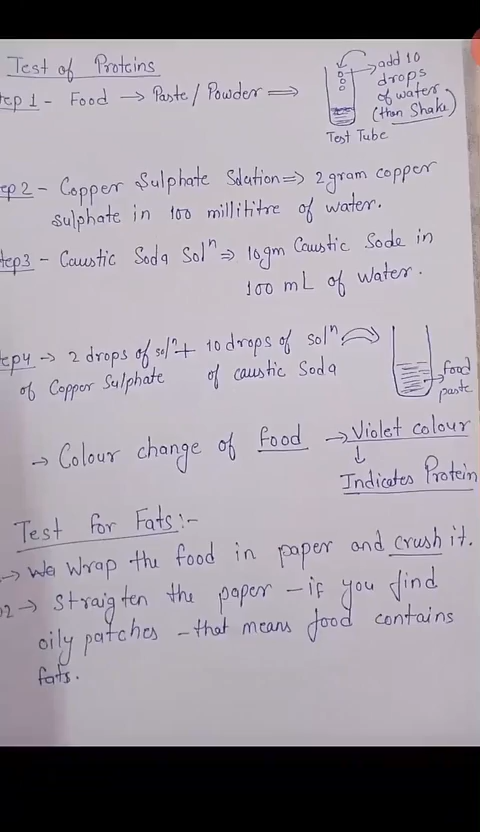 Test of Proteins
tep 1 - Food → Paste / Powder ⇒
add 10
drops
of water
(then Shake)
Test Tube
ep2 - Copper Sulphate Solution ⇒ 2 gram copper
sulphate in 100 millititre of water.
tep3 - Caustic Soda Solⁿ ⇒ 10gm Caustic Sode in
100 mL of Water.
tep4 → 2 drops of solⁿ + 10 drops of solⁿ
of Copper Sulphate of caustic Soda
food
paste
→ Colour change of food → Violet colour
↓
Indicates Protein
Test for Fats:-
→ We Wrap the food in paper and crush it.
2 → Straigten the paper - if you find
oily patches - that means food contains
fats.